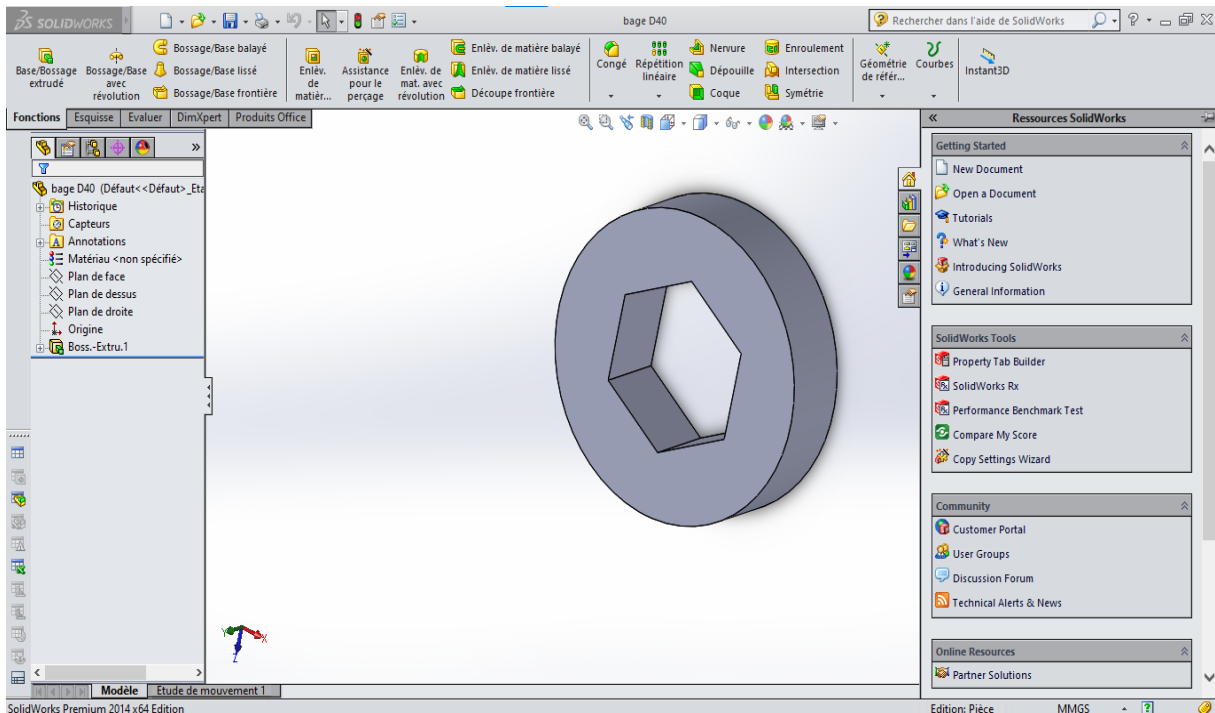 SOLIDWORKS
bage D40
Rechercher dans l'aide de SolidWorks
Base/Bossage extrudé
Bossage/Base avec révolution
Bossage/Base balayé
Bossage/Base lissé
Bossage/Base frontière
Enlèv. de matièr...
Assistance pour le perçage
Enlèv. de mat. avec révolution
Enlèv. de matière balayé
Enlèv. de matière lissé
Découpe frontière
Congé
Répétition linéaire
Nervure
Dépouille
Coque
Enroulement
Intersection
Symétrie
Géométrie de référ...
Courbes
Instant3D
Fonctions
Esquisse
Evaluer
DimXpert
Produits Office
bage D40 (Défaut<<Défaut>_Eta
Historique
Capteurs
Annotations
Matériau <non spécifié>
Plan de face
Plan de dessus
Plan de droite
Origine
Boss.-Extru.1
Y
X
Z
Modèle
Etude de mouvement 1
SolidWorks Premium 2014 x64 Edition
Ressources SolidWorks
Getting Started
New Document
Open a Document
Tutorials
What's New
Introducing SolidWorks
General Information
SolidWorks Tools
Property Tab Builder
SolidWorks Rx
Performance Benchmark Test
Compare My Score
Copy Settings Wizard
Community
Customer Portal
User Groups
Discussion Forum
Technical Alerts & News
Online Resources
Partner Solutions
Edition: Pièce
MMGS